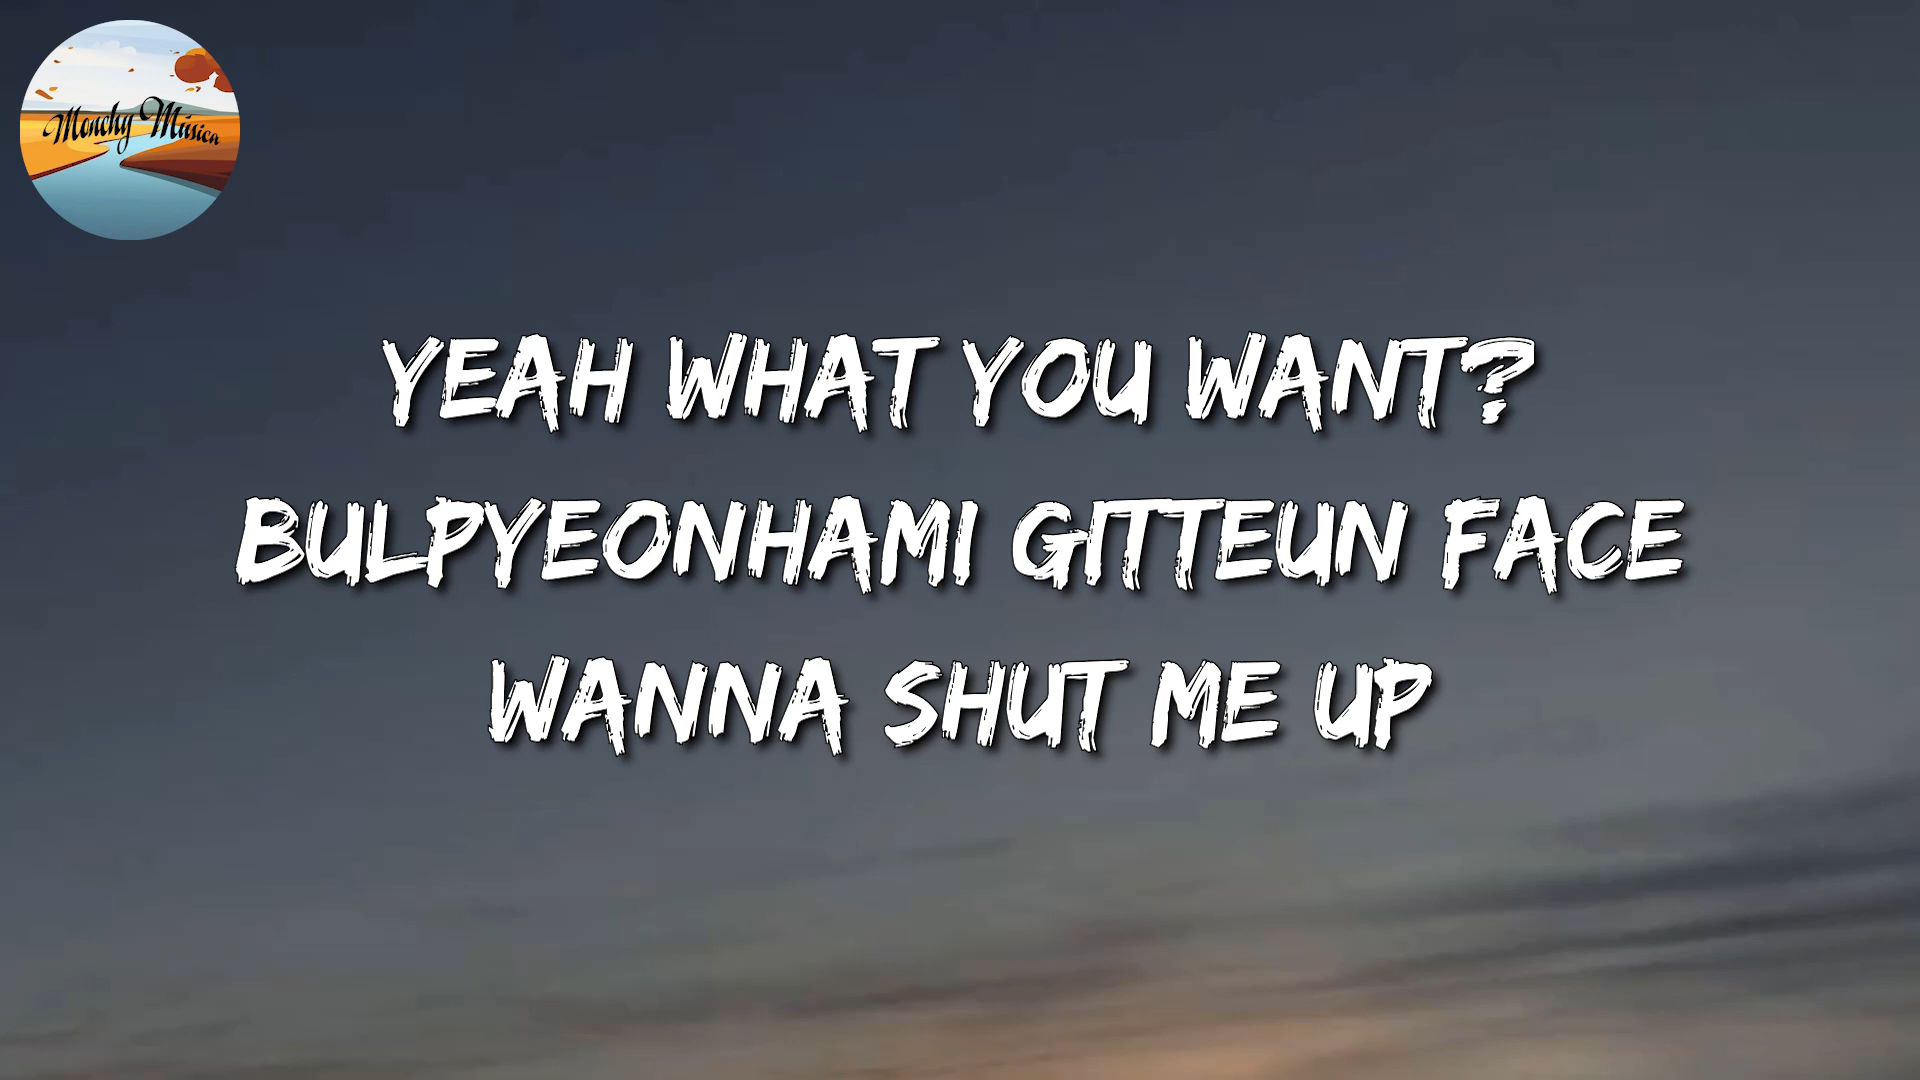 Monchy Música
YEAH WHAT YOU WANT?
BULPYEONHAMI GITTEUN FACE
WANNA SHUT ME UP